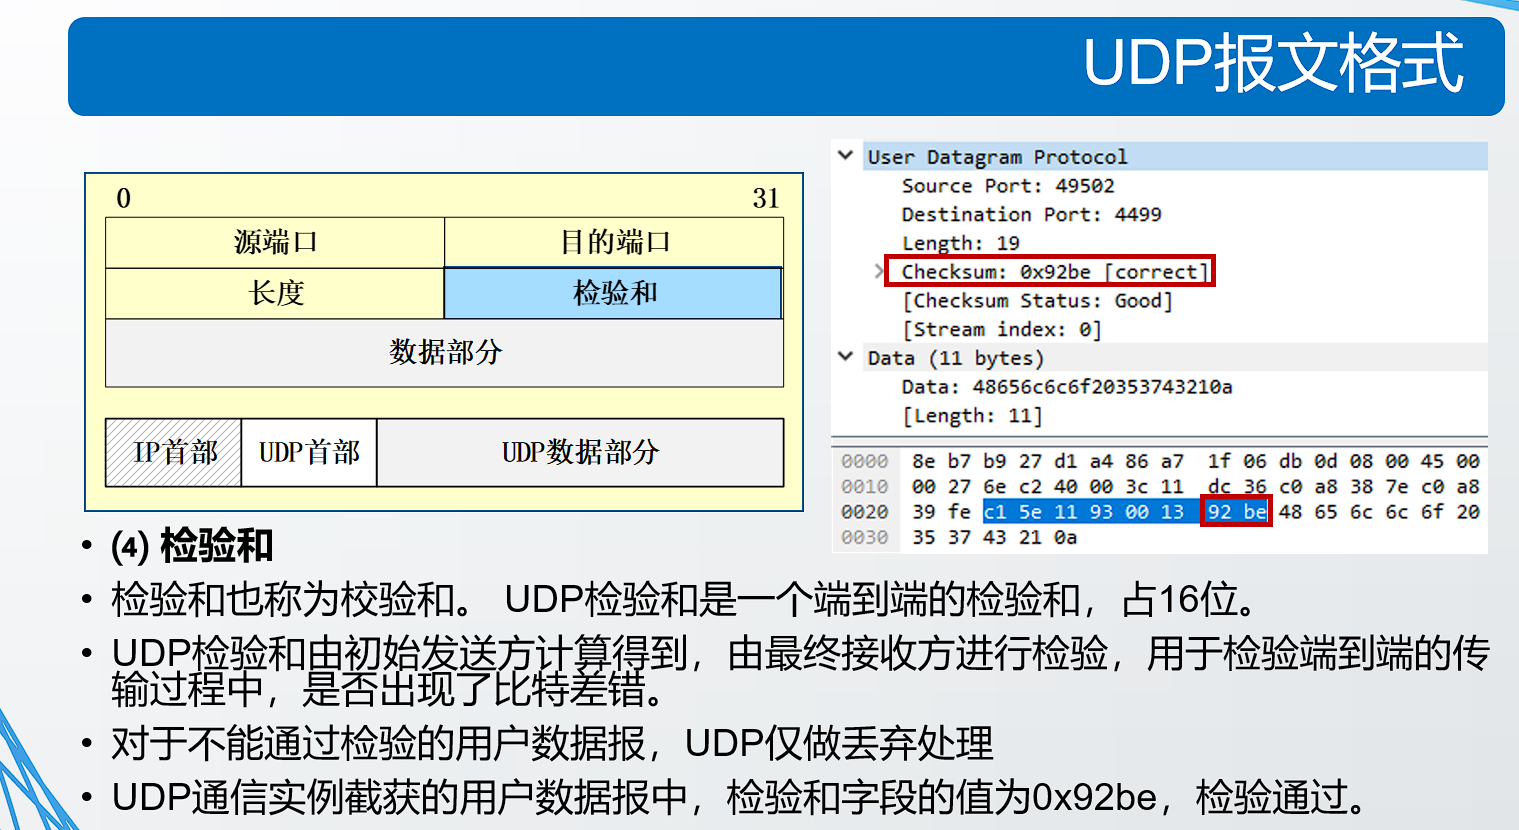 UDP报文格式
0 31
源端口 目的端口
长度 检验和
数据部分
IP首部 UDP首部 UDP数据部分
User Datagram Protocol
Source Port: 49502
Destination Port: 4499
Length: 19
Checksum: 0x92be [correct]
[Checksum Status: Good]
[Stream index: 0]
Data (11 bytes)
Data: 48656c6c6f20353743210a
[Length: 11]
0000 8e b7 b9 27 d1 a4 86 a7 1f 06 db 0d 08 00 45 00
0010 00 27 6e c2 40 00 3c 11 dc 36 c0 a8 38 7e c0 a8
0020 39 fe c1 5e 11 93 00 13 92 be 48 65 6c 6c 6f 20
0030 35 37 43 21 0a
• (4) 检验和
• 检验和也称为校验和。 UDP检验和是一个端到端的检验和，占16位。
• UDP检验和由初始发送方计算得到，由最终接收方进行检验，用于检验端到端的传
输过程中，是否出现了比特差错。
• 对于不能通过检验的用户数据报，UDP仅做丢弃处理
• UDP通信实例截获的用户数据报中，检验和字段的值为0x92be，检验通过。